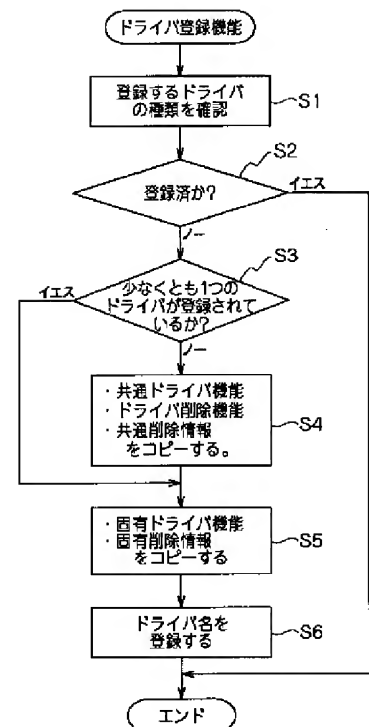 ドライバ登録機能
登録するドライバ
の種類を確認
S1
S2
登録済か?
イエス
ノー
S3
イエス
少なくとも1つの
ドライバが登録されて
いるか?
ノー
・共通ドライバ機能
・ドライバ削除機能
・共通削除情報
をコピーする。
S4
・固有ドライバ機能
・固有削除情報
をコピーする
S5
ドライバ名を
登録する
S6
エンド